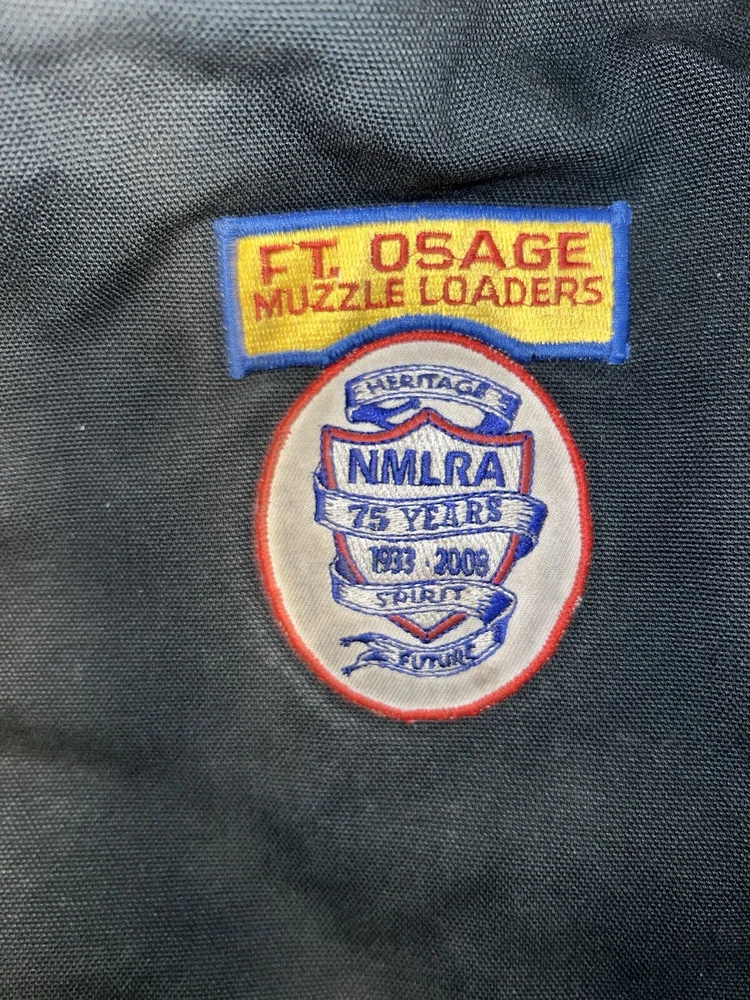 FT. OSAGE
MUZZLE LOADERS
HERITAGE
NMLRA
75 YEARS
1933 · 2008
SPIRIT
FUTURE